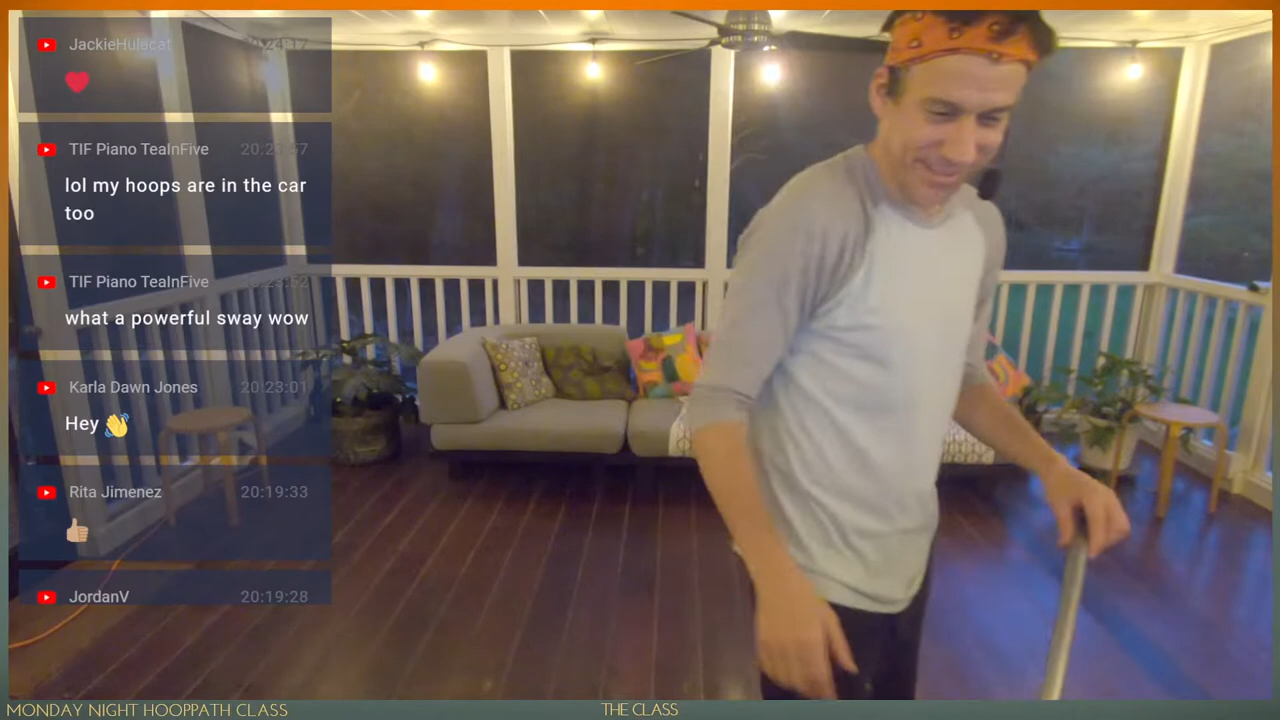 JackieHulacat
TIF Piano TeaInFive
lol my hoops are in the car
too
TIF Piano TeaInFive
what a powerful sway wow
Karla Dawn Jones 20:23:01
Hey 👋
Rita Jimenez 20:19:33
👍🏼
JordanV 20:19:28
MONDAY NIGHT HOOPPATH CLASS
THE CLASS